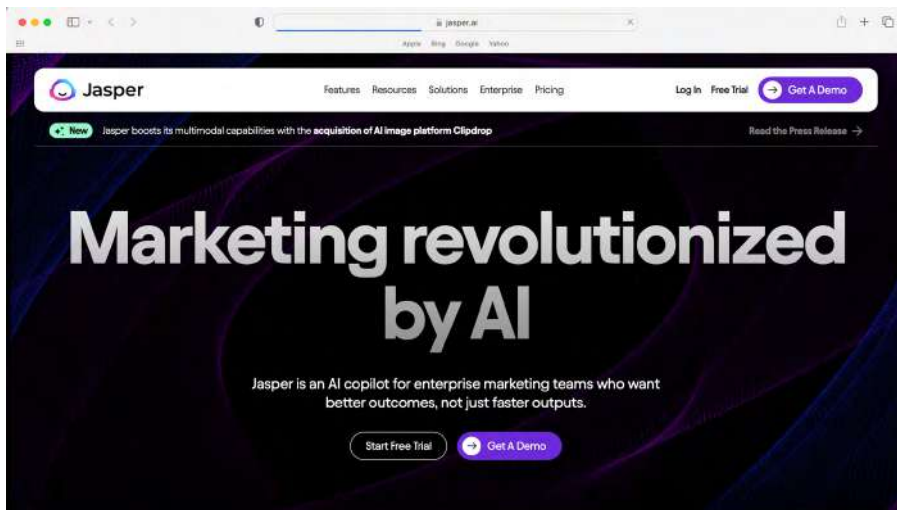 jasper.ai
Apple Bing Google Yahoo
Jasper
Features Resources Solutions Enterprise Pricing
Log In Free Trial Get A Demo
New Jasper boosts its multimodal capabilities with the acquisition of AI image platform Clipdrop
Read the Press Release
Marketing revolutionized
by AI
Jasper is an AI copilot for enterprise marketing teams who want
better outcomes, not just faster outputs.
Start Free Trial Get A Demo